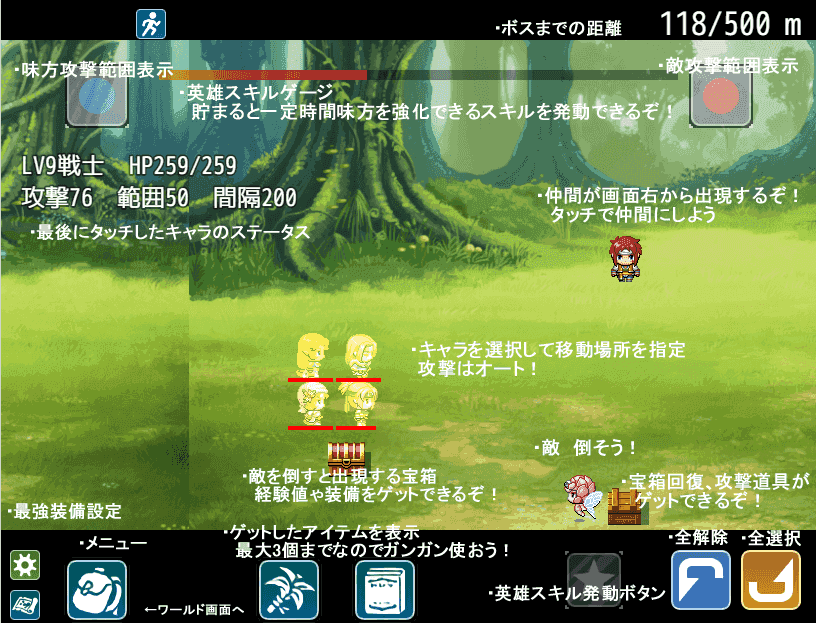 ・ボスまでの距離 118/500 m
・味方攻撃範囲表示
・敵攻撃範囲表示
・英雄スキルゲージ
貯まると一定時間味方を強化できるスキルを発動できるぞ！
LV9戦士 HP259/259
攻撃76 範囲50 間隔200
・最後にタッチしたキャラのステータス
・仲間が画面右から出現するぞ！
タッチで仲間にしよう
・キャラを選択して移動場所を指定
攻撃はオート！
・敵 倒そう！
・敵を倒すと出現する宝箱
経験値や装備をゲットできるぞ！
・宝箱回復、攻撃道具が
ゲットできるぞ！
・最強装備設定
・ゲットしたアイテムを表示
最大3個までなのでガンガン使おう！
・メニュー
・全解除 ・全選択
・英雄スキル発動ボタン
←ワールド画面へ